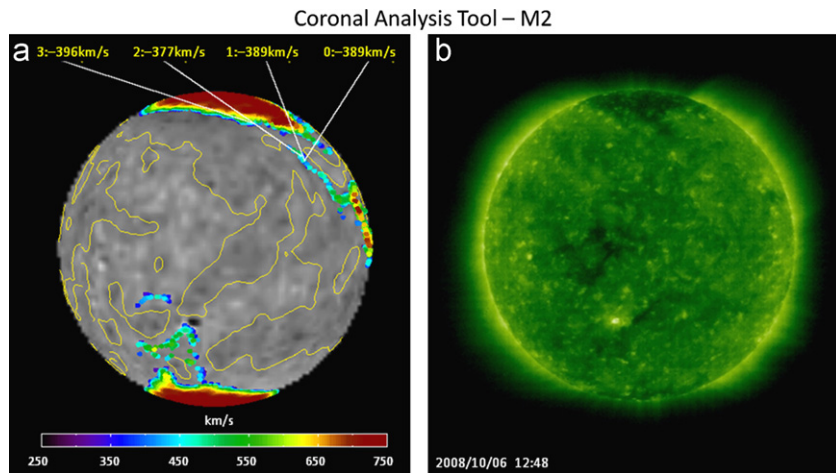 Coronal Analysis Tool – M2
a
3:–396km/s 2:–377km/s 1:–389km/s 0:–389km/s
km/s
250 350 450 550 650 750
b
2008/10/06 12:48